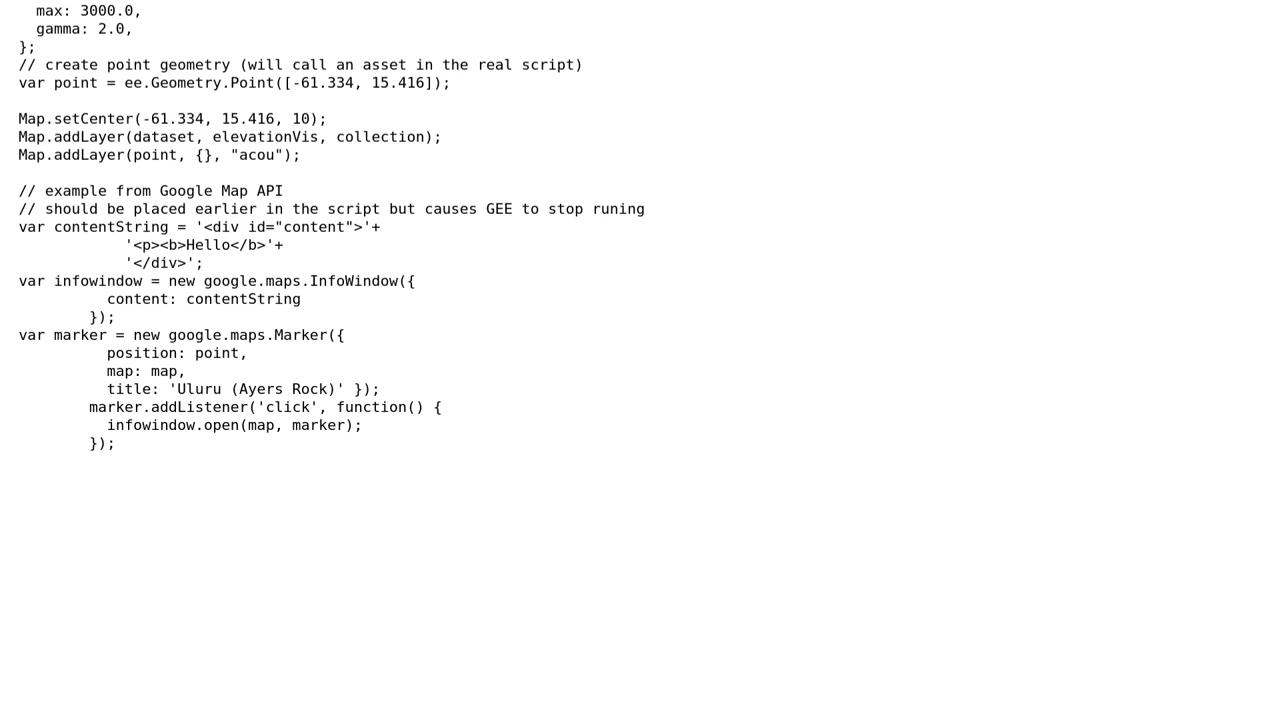 max: 3000.0,
  gamma: 2.0,
};
// create point geometry (will call an asset in the real script)
var point = ee.Geometry.Point([-61.334, 15.416]);

Map.setCenter(-61.334, 15.416, 10);
Map.addLayer(dataset, elevationVis, collection);
Map.addLayer(point, {}, "acou");

// example from Google Map API
// should be placed earlier in the script but causes GEE to stop runing
var contentString = '<div id="content">'+
            '<p><b>Hello</b>'+
            '</div>';
var infowindow = new google.maps.InfoWindow({
          content: contentString
        });
var marker = new google.maps.Marker({
          position: point,
          map: map,
          title: 'Uluru (Ayers Rock)' });
        marker.addListener('click', function() {
          infowindow.open(map, marker);
        });